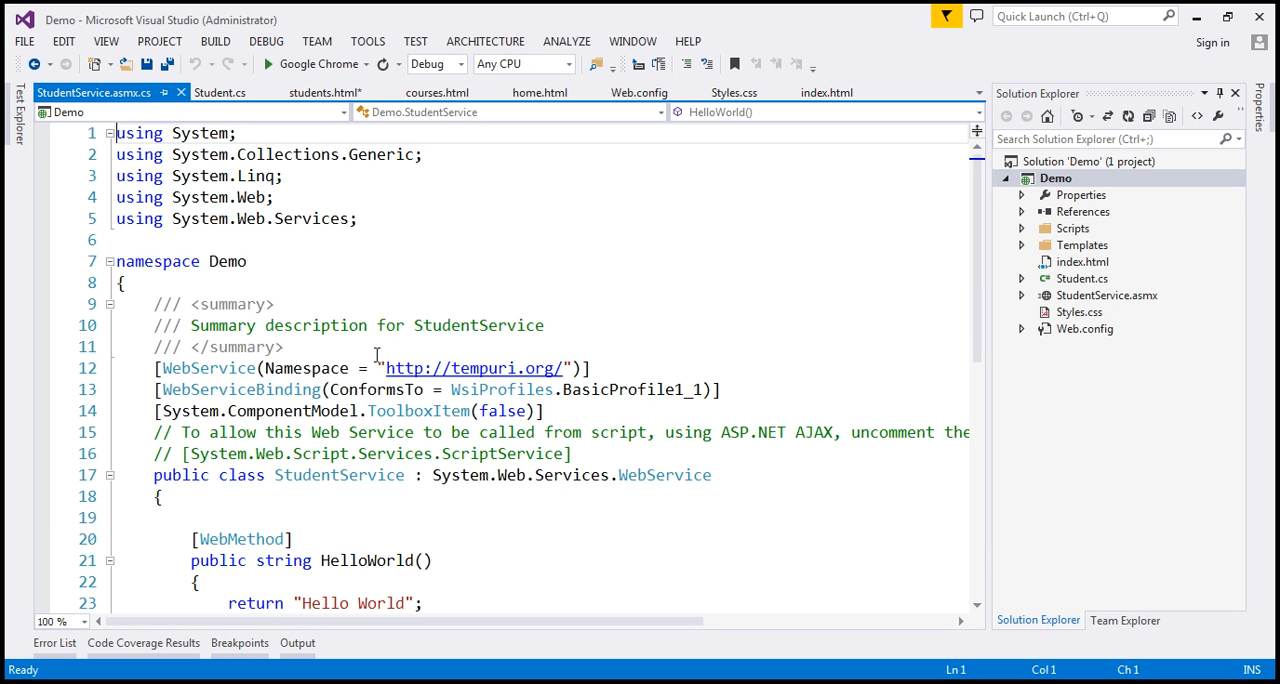 Demo - Microsoft Visual Studio (Administrator)
Quick Launch (Ctrl+Q)
FILE EDIT VIEW PROJECT BUILD DEBUG TEAM TOOLS TEST ARCHITECTURE ANALYZE WINDOW HELP
Sign in
Google Chrome Debug Any CPU
Test Explorer
StudentService.asmx.cs Student.cs students.html* courses.html home.html Web.config Styles.css index.html
Demo Demo.StudentService HelloWorld()
1 using System;
2 using System.Collections.Generic;
3 using System.Linq;
4 using System.Web;
5 using System.Web.Services;
6
7 namespace Demo
8 {
9 /// <summary>
10 /// Summary description for StudentService
11 /// </summary>
12 [WebService(Namespace = "http://tempuri.org/")]
13 [WebServiceBinding(ConformsTo = WsiProfiles.BasicProfile1_1)]
14 [System.ComponentModel.ToolboxItem(false)]
15 // To allow this Web Service to be called from script, using ASP.NET AJAX, uncomment the
16 // [System.Web.Script.Services.ScriptService]
17 public class StudentService : System.Web.Services.WebService
18 {
19
20 [WebMethod]
21 public string HelloWorld()
22 {
23 return "Hello World";
100 %
Solution Explorer
Search Solution Explorer (Ctrl+;)
Solution 'Demo' (1 project)
Demo
Properties
References
Scripts
Templates
index.html
Student.cs
StudentService.asmx
Styles.css
Web.config
Solution Explorer Team Explorer
Properties
Error List Code Coverage Results Breakpoints Output
Ready Ln 1 Col 1 Ch 1 INS